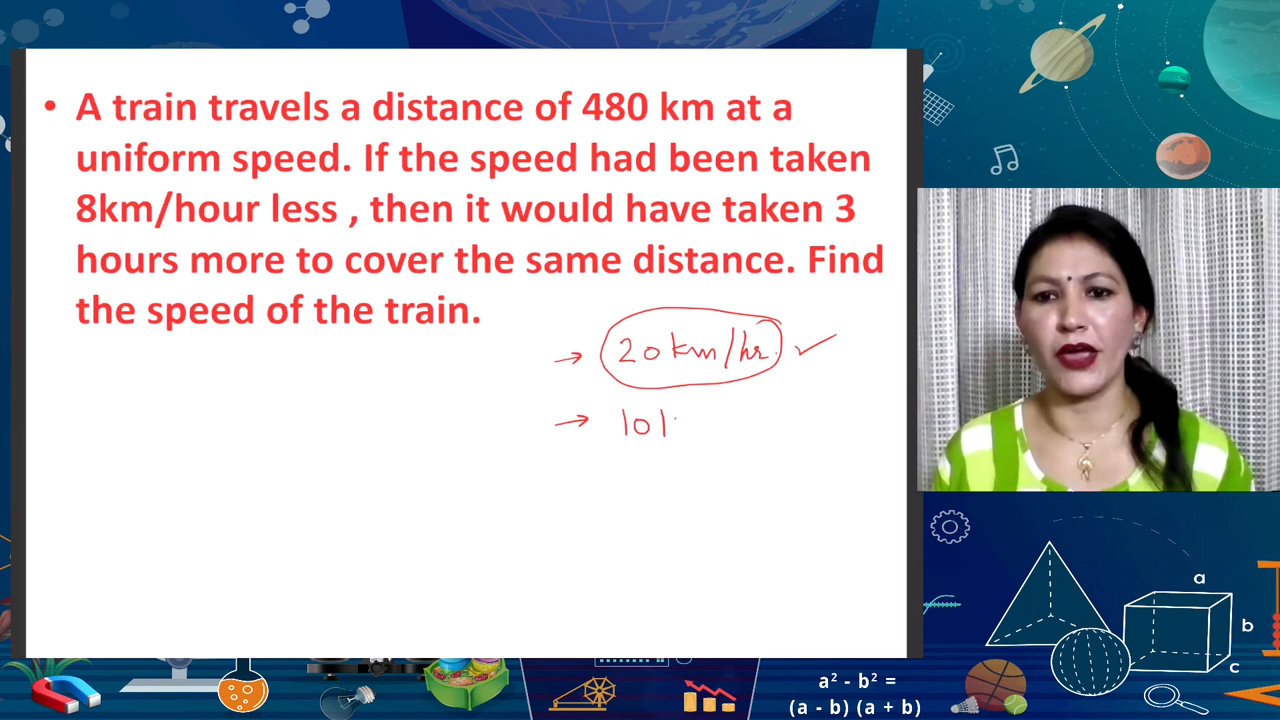 • A train travels a distance of 480 km at a
uniform speed. If the speed had been taken
8km/hour less , then it would have taken 3
hours more to cover the same distance. Find
the speed of the train.
→ 20 km/hr. ✓
→ 10
a
b
c
a² - b² =
(a - b) (a + b)